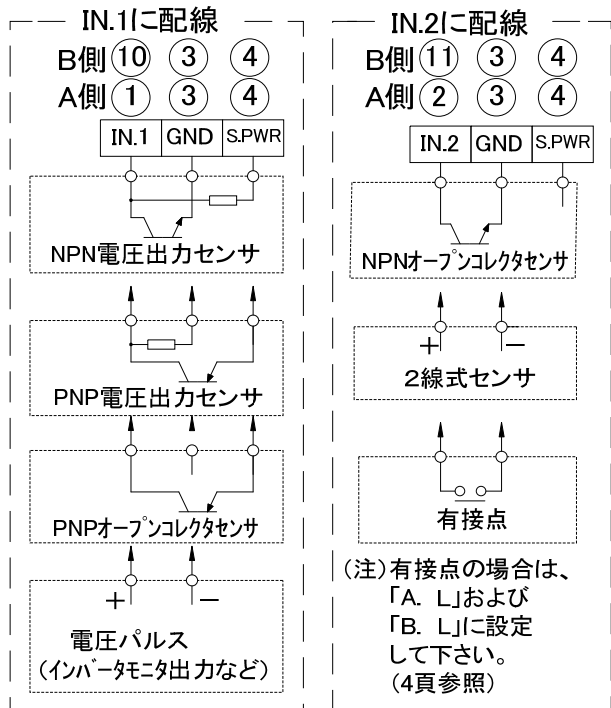 IN.1に配線
B側 10 3 4
A側 1 3 4
IN.1 GND S.PWR
NPN電圧出力センサ
PNP電圧出力センサ
PNPオープンコレクタセンサ
+ −
電圧パルス
(インバータモニタ出力など)
IN.2に配線
B側 11 3 4
A側 2 3 4
IN.2 GND S.PWR
NPNオープンコレクタセンサ
+ −
2線式センサ
有接点
(注)有接点の場合は、
「A. L」および
「B. L」に設定
して下さい。
(4頁参照)